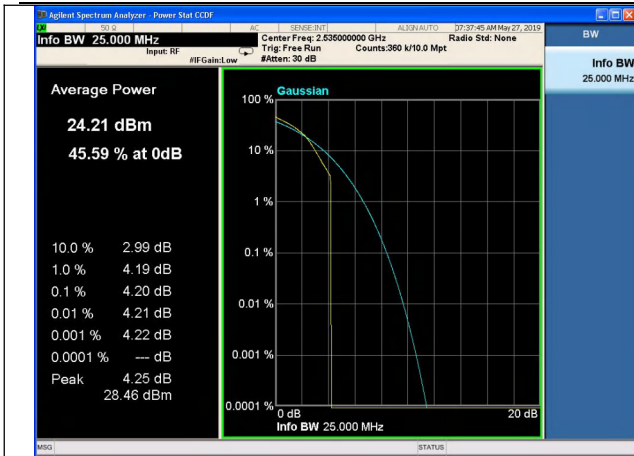 Agilent Spectrum Analyzer - Power Stat CCDF
50 Ω AC SENSE:INT ALIGN AUTO 07:37:45 AM May 27, 2019
Info BW 25.000 MHz
Center Freq: 2.535000000 GHz Radio Std: None
Input: RF Trig: Free Run Counts:360 k/10.0 Mpt
#IFGain:Low #Atten: 30 dB
BW
Info BW
25.000 MHz
Average Power
24.21 dBm
45.59 % at 0dB
10.0 % 2.99 dB
1.0 % 4.19 dB
0.1 % 4.20 dB
0.01 % 4.21 dB
0.001 % 4.22 dB
0.0001 % --- dB
Peak 4.25 dB
28.46 dBm
Gaussian
100 %
10 %
1 %
0.1 %
0.01 %
0.001 %
0.0001 %
0 dB 20 dB
Info BW 25.000 MHz
MSG STATUS